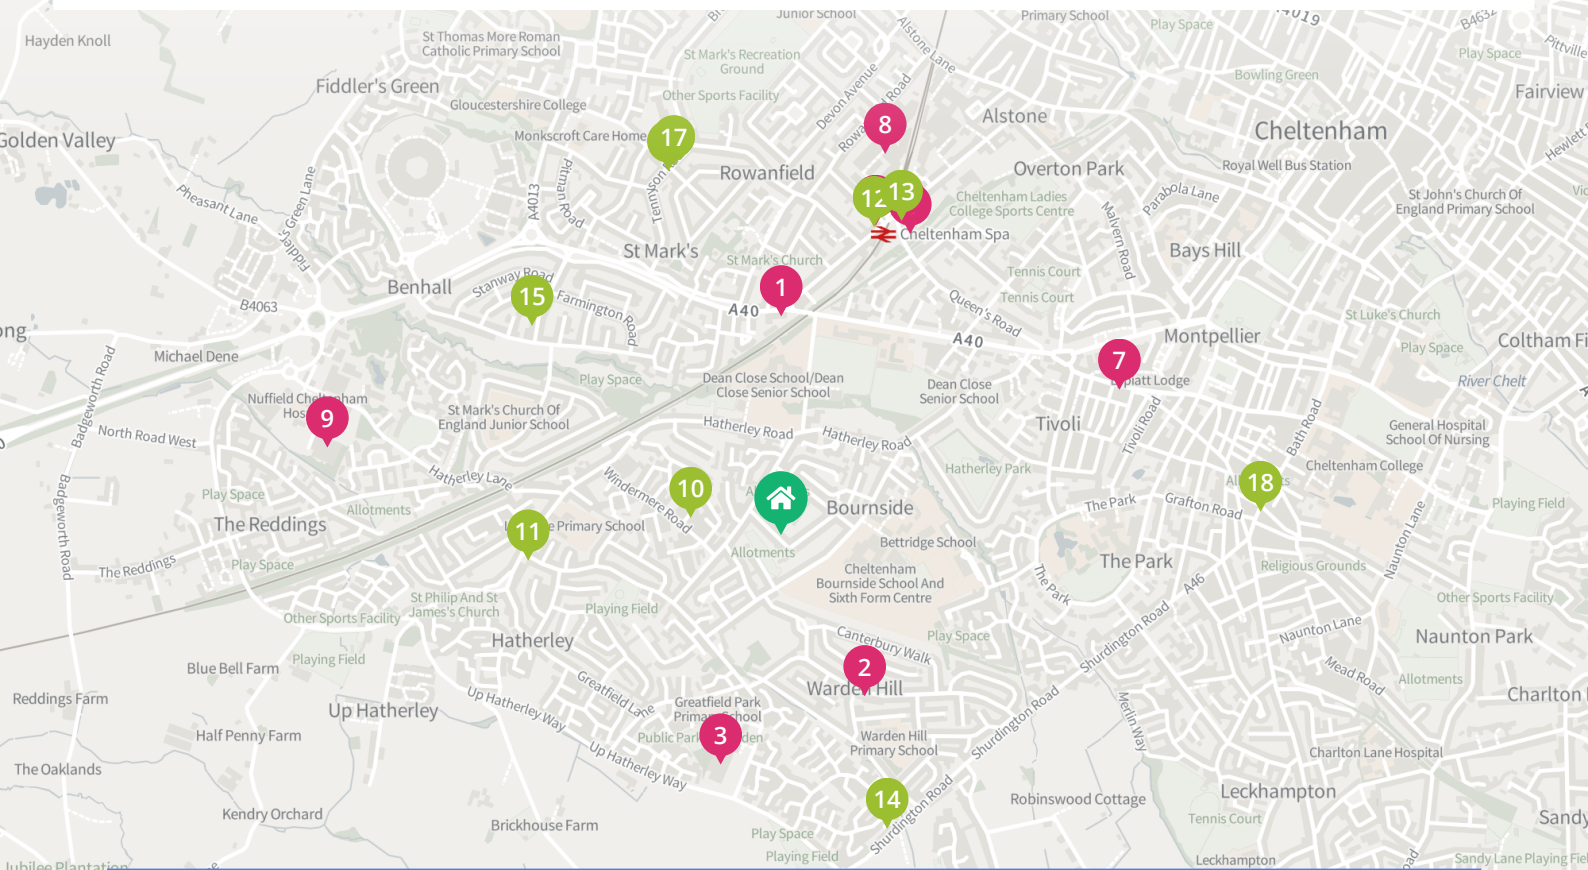 Junior School
Primary School
A4019
B4632
Play Space
Hayden Knoll
St Thomas More Roman
Catholic Primary School
Alstone Lane
St Mark's Recreation
Ground
Pittville
Play Space
Fiddler's Green
Bowling Green
Devon Avenue
Fairview
Other Sports Facility
Gloucestershire College
Alstone
8
Cheltenham
Golden Valley
Monkscroft Care Home
17
Hewlett
Rowanfield
Overton Park
Royal Well Bus Station
Pheasant Lane
Fiddler's Green Lane
A4013
Pitman Road
12
13
Cheltenham Ladies
College Sports Centre
Parabola Lane
St John's Church Of
England Primary School
Cheltenham Spa
Malvern Road
St Mark's
St Mark's Church
Bays Hill
Benhall
Stanway Road
1
Tennis Court
15
Farmington Road
Tennis Court
Queen's Road
B4063
A40
A40
St Luke's Church
Montpellier
Michael Dene
Coltham
7
Lodge
Play Space
Badgeworth Road
Play Space
Dean Close School/Dean
Close Senior School
Dean Close
Senior School
River Chelt
Nuffield Cheltenham
9
St Mark's Church Of
England Junior School
Tivoli
Tivoli Road
Bath Road
General Hospital
School Of Nursing
North Road West
Hatherley Road
Hatherley Road
Hatherley Lane
Hatherley Park
Cheltenham College
Play Space
Windermere Road
10
18
Badgeworth Road
Allotments
The Park
Grafton Road
Playing Field
The Reddings
11
Primary School
Bournside
Naunton Lane
Bettridge School
Allotments
The Reddings
Play Space
Cheltenham
Bournside School And
Sixth Form Centre
The Park
The Park
A46
Religious Grounds
St Philip And St
James's Church
Playing Field
Other Sports Facility
Other Sports Facility
Hatherley
Canterbury Walk
Play Space
Shurdington Road
Naunton Lane
Naunton Park
Playing Field
Blue Bell Farm
2
Warden Hill
Mead Road
Allotments
Reddings Farm
Up Hatherley
Up Hatherley Way
Greatfield Lane
Greatfield Park
Primary School
Merlin Way
Charlton
Half Penny Farm
3
Public Park
Warden Hill
Primary School
Shurdington Road
Charlton Lane Hospital
The Oaklands
Up Hatherley Way
14
Robinswood Cottage
Leckhampton
Kendry Orchard
Brickhouse Farm
Shurdington Road
Tennis Court
Sandy
Play Space
Playing Field
Leckhampton
Sandy Lane Playing
Jubilee Plantation